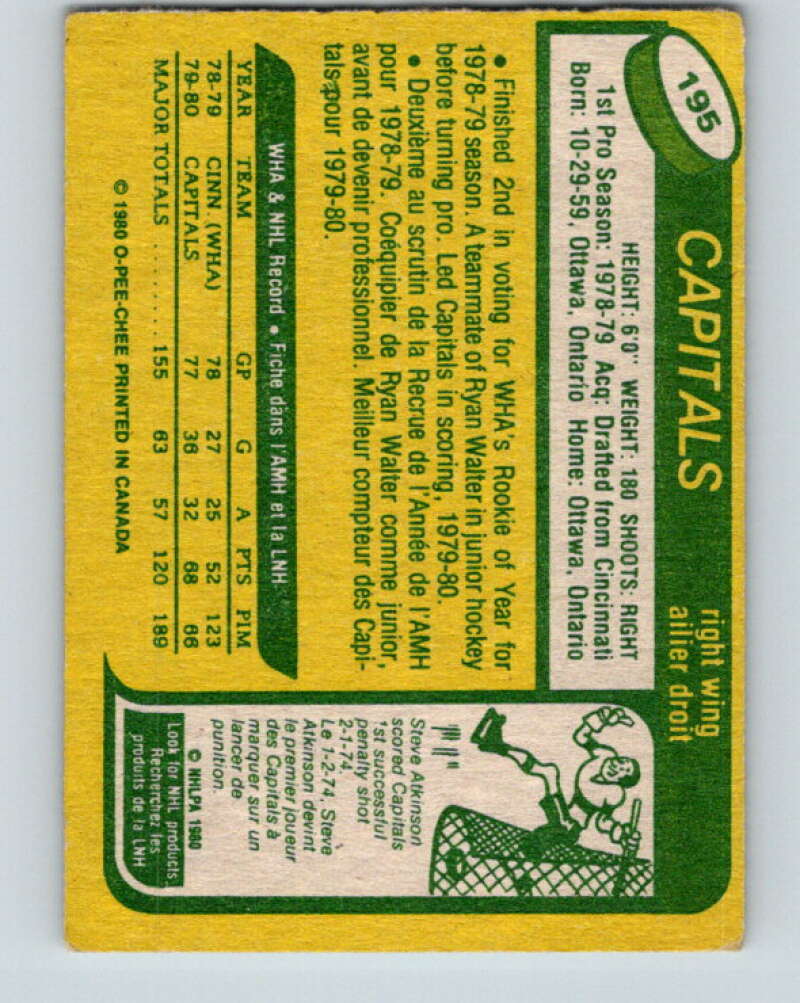 195
CAPITALS
right wing
ailier droit
HEIGHT: 6'0" WEIGHT: 180 SHOOTS: RIGHT
1st Pro Season: 1978-79 Acq: Drafted from Cincinnati
Born: 10-29-59, Ottawa, Ontario Home: Ottawa, Ontario
• Finished 2nd in voting for WHA's Rookie of Year for
1978-79 season. A teammate of Ryan Walter in junior hockey
before turning pro. Led Capitals in scoring, 1979-80.
• Deuxième au scrutin de la Recrue de l'Année de l'AMH
pour 1978-79. Coéquipier de Ryan Walter comme junior,
avant de devenir professionnel. Meilleur compteur des Capi-
tals pour 1979-80.
WHA & NHL Record • Fiche dans l'AMH et la LNH
YEAR TEAM GP G A PTS PIM
78-79 CINN. (WHA) 78 27 25 52 123
79-80 CAPITALS 77 36 32 68 66
MAJOR TOTALS ......... 155 63 57 120 189
© 1980 O-PEE-CHEE PRINTED IN CANADA
Steve Atkinson
scored Capitals
1st successful
penalty shot
2-1-74.
Le 1-2-74, Steve
Atkinson devint
le premier joueur
des Capitals à
marquer sur un
lancer de
punition.
© NHLPA 1980
Look for NHL products.
Recherchez les
produits de la LNH